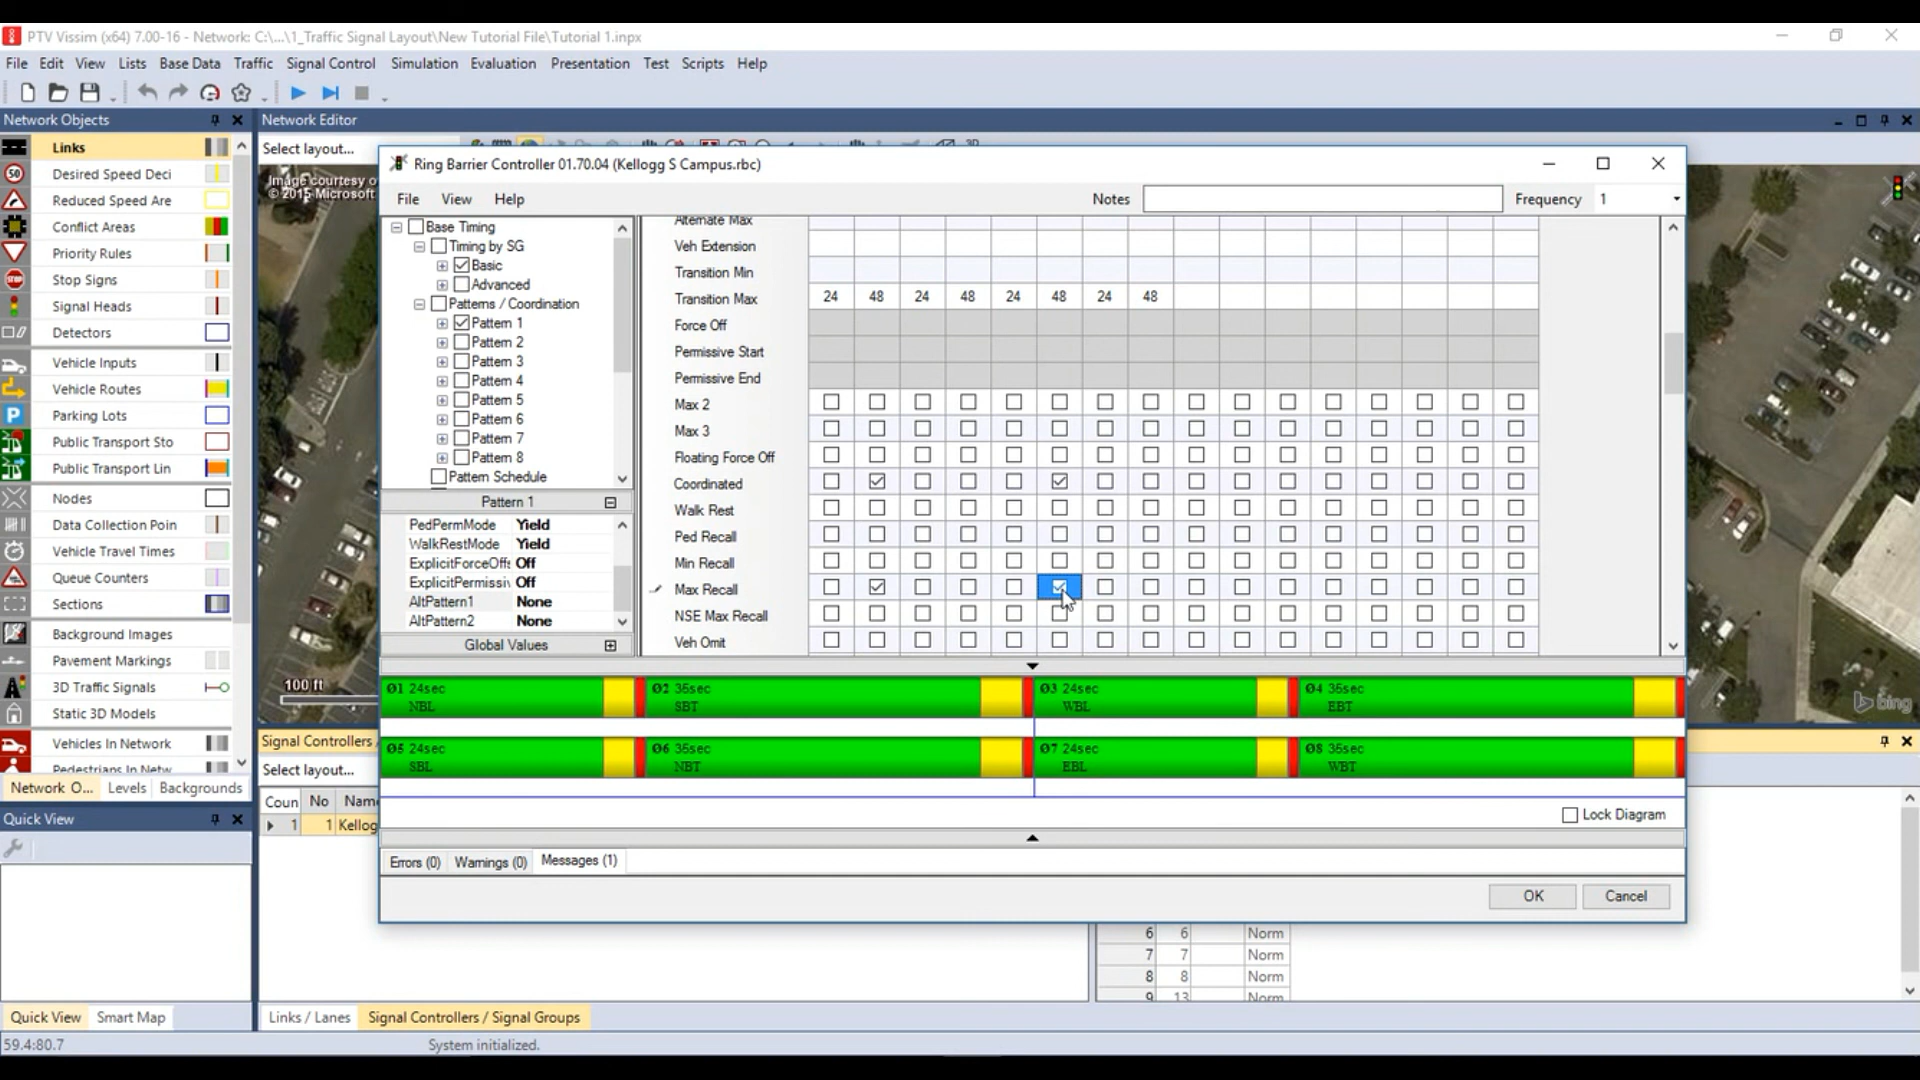 PTV Vissim (x64) 7.00-16 - Network: C:\...\1_Traffic Signal Layout\New Tutorial File\Tutorial 1.inpx
File Edit View Lists Base Data Traffic Signal Control Simulation Evaluation Presentation Test Scripts Help
Network Objects
Links
Desired Speed Deci
Reduced Speed Are
Conflict Areas
Priority Rules
Stop Signs
Signal Heads
Detectors
Vehicle Inputs
Vehicle Routes
Parking Lots
Public Transport Sto
Public Transport Lin
Nodes
Data Collection Poin
Vehicle Travel Times
Queue Counters
Sections
Background Images
Pavement Markings
3D Traffic Signals
Static 3D Models
Vehicles In Network
Pedestrians In Netw
Network O... Levels Backgrounds
Quick View
Quick View Smart Map
59.4:80.7
System initialized.
Network Editor
Select layout...
Image courtesy o
© 2015 Microsoft
100 ft
bing
Ring Barrier Controller 01.70.04 (Kellogg S Campus.rbc)
File View Help
Notes
Frequency 1
Base Timing
Timing by SG
Basic
Advanced
Patterns / Coordination
Pattern 1
Pattern 2
Pattern 3
Pattern 4
Pattern 5
Pattern 6
Pattern 7
Pattern 8
Pattern Schedule
Pattern 1
PedPermMode Yield
WalkRestMode Yield
ExplicitForceOffs Off
ExplicitPermissiv Off
AltPattern1 None
AltPattern2 None
Global Values
Alternate Max
Veh Extension
Transition Min
Transition Max 24 48 24 48 24 48 24 48
Force Off
Permissive Start
Permissive End
Max 2
Max 3
Floating Force Off
Coordinated
Walk Rest
Ped Recall
Min Recall
Max Recall
NSE Max Recall
Veh Omit
Ø1 24sec
NBL
Ø2 35sec
SBT
Ø3 24sec
WBL
Ø4 35sec
EBT
Ø5 24sec
SBL
Ø6 35sec
NBT
Ø7 24sec
EBL
Ø8 35sec
WBT
Lock Diagram
Errors (0) Warnings (0) Messages (1)
OK Cancel
Signal Controllers /
Select layout...
Coun No Name
1 1 Kellog
6 6 Norm
7 7 Norm
8 8 Norm
9 13 Norm
Links / Lanes Signal Controllers / Signal Groups